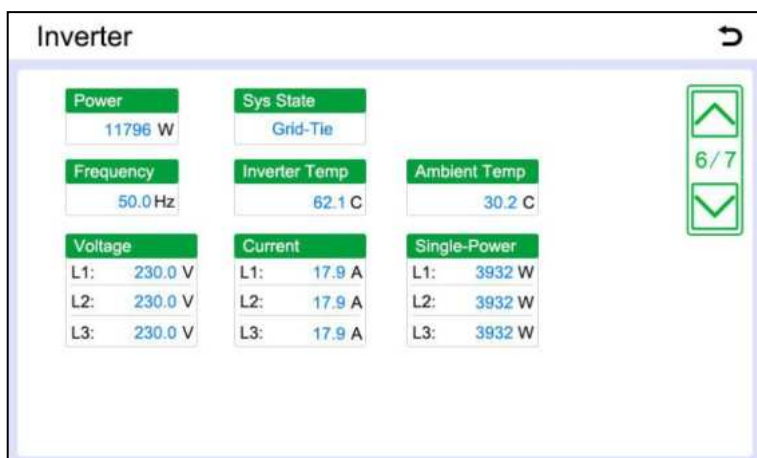 Inverter
Power
11796 W
Sys State
Grid-Tie
Frequency
50.0 Hz
Inverter Temp
62.1 C
Ambient Temp
30.2 C
6/7
Voltage
L1: 230.0 V
L2: 230.0 V
L3: 230.0 V
Current
L1: 17.9 A
L2: 17.9 A
L3: 17.9 A
Single-Power
L1: 3932 W
L2: 3932 W
L3: 3932 W